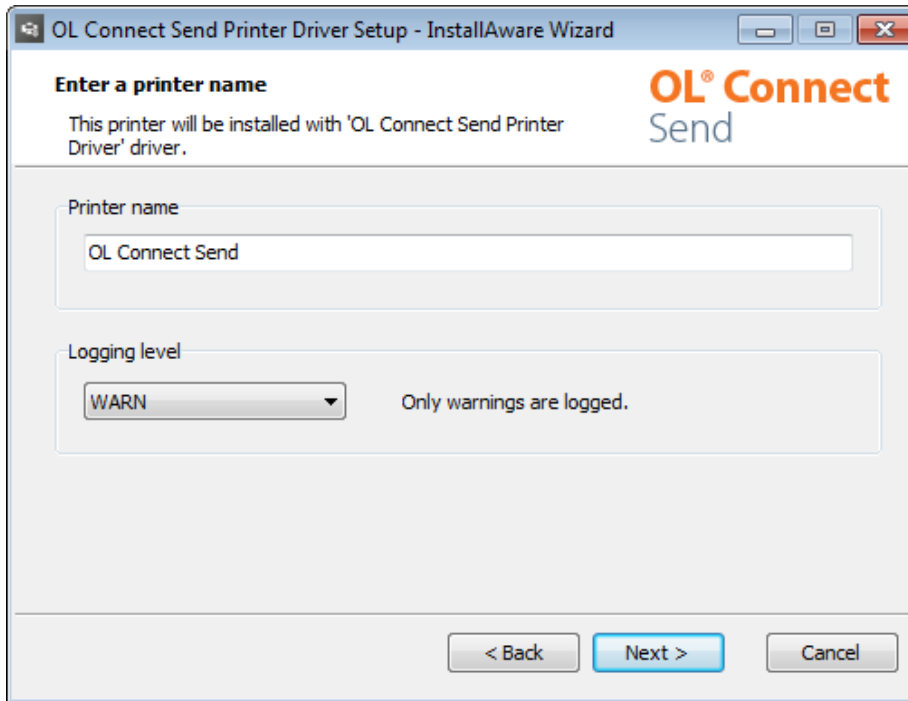 OL Connect Send Printer Driver Setup - InstallAware Wizard
Enter a printer name
This printer will be installed with 'OL Connect Send Printer
Driver' driver.
OL® Connect
Send
Printer name
OL Connect Send
Logging level
WARN
Only warnings are logged.
< Back
Next >
Cancel